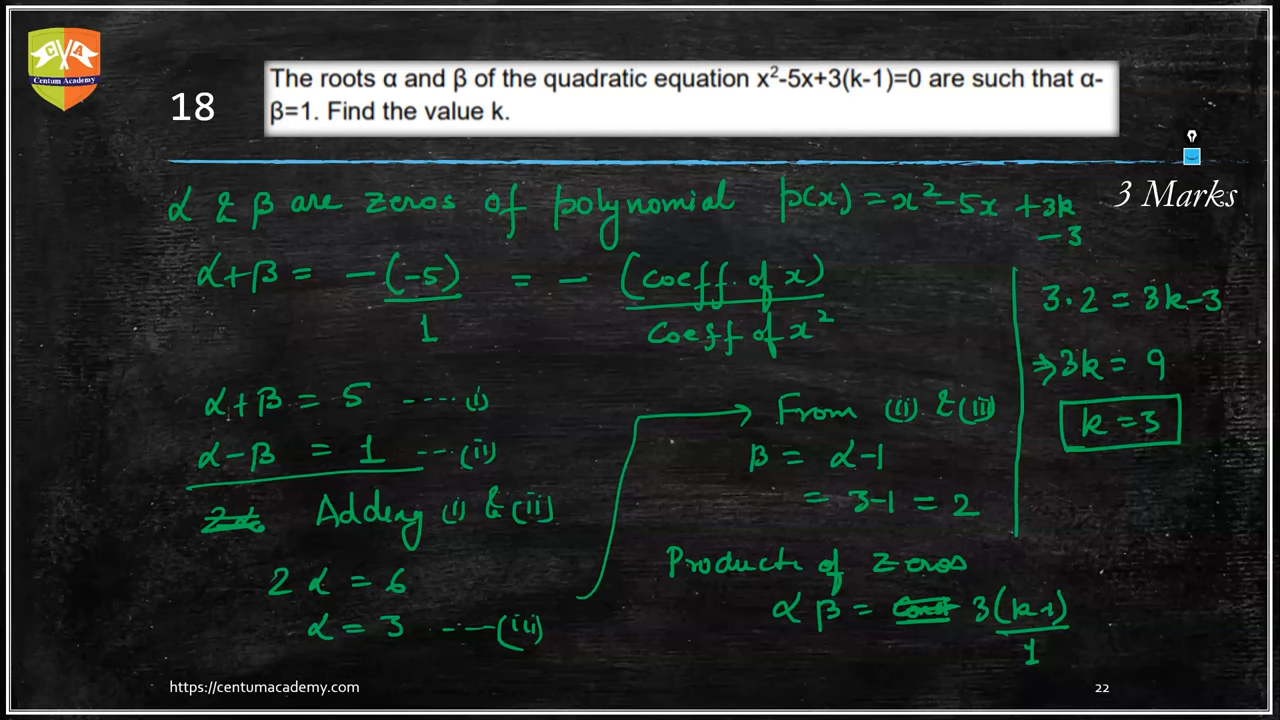 C A
Centum Academy
18
The roots α and β of the quadratic equation x²-5x+3(k-1)=0 are such that α-
β=1. Find the value k.
3 Marks
α & β are zeros of polynomial p(x) = x² - 5x + 3k
- 3
α + β = - (-5) / 1 = - (coeff. of x) / coeff of x²
α + β = 5 ---- (i)
α - β = 1 --- (ii)
Adding (i) & (ii)
2 α = 6
α = 3 ---- (iii)
From (ii) & (iii)
β = α - 1
= 3 - 1 = 2
Products of zeros
α β = 3 (k-1) / 1
3 · 2 = 3k - 3
⇒ 3k = 9
k = 3
https://centumacademy.com
22